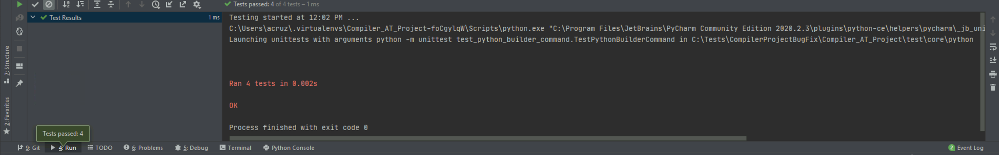 Tests passed: 4 of 4 tests – 1 ms
Test Results 1 ms
Testing started at 12:02 PM ...
C:\Users\acruz\.virtualenvs\Compiler_AT_Project-foCgylqW\Scripts\python.exe "C:\Program Files\JetBrains\PyCharm Community Edition 2020.2.3\plugins\python-ce\helpers\pycharm\_jb_uni
Launching unittests with arguments python -m unittest test_python_builder_command.TestPythonBuilderCommand in C:\Tests\CompilerProjectBugFix\Compiler_AT_Project\test\core\python
Ran 4 tests in 0.002s
OK
Process finished with exit code 0
7: Structure
2: Favorites
Tests passed: 4
9: Git 4: Run TODO 6: Problems 5: Debug Terminal Python Console 2 Event Log